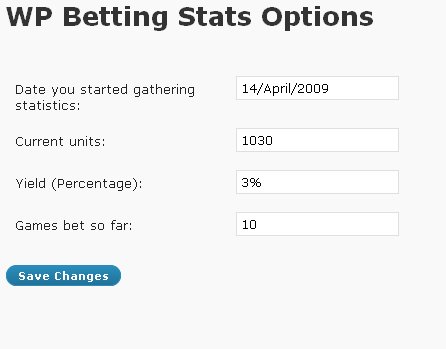 WP Betting Stats Options
Date you started gathering
statistics:
14/April/2009
Current units:
1030
Yield (Percentage):
3%
Games bet so far:
10
Save Changes